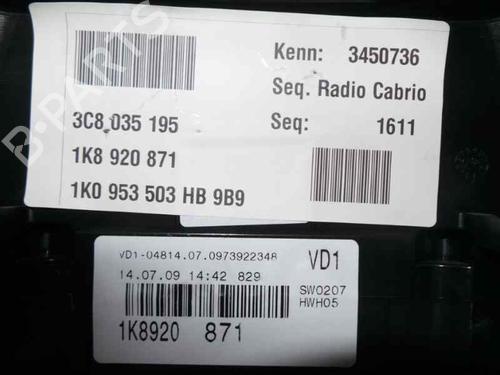 Kenn: 3450736
Seq. Radio Cabrio
3C8 035 195
Seq: 1611
1K8 920 871
1K0 953 503 HB 9B9
VD1-04814.07.0973922348
VD1
14.07.09 14:42 829
SW0207
HWH05
1K8920 871
B-PARTS